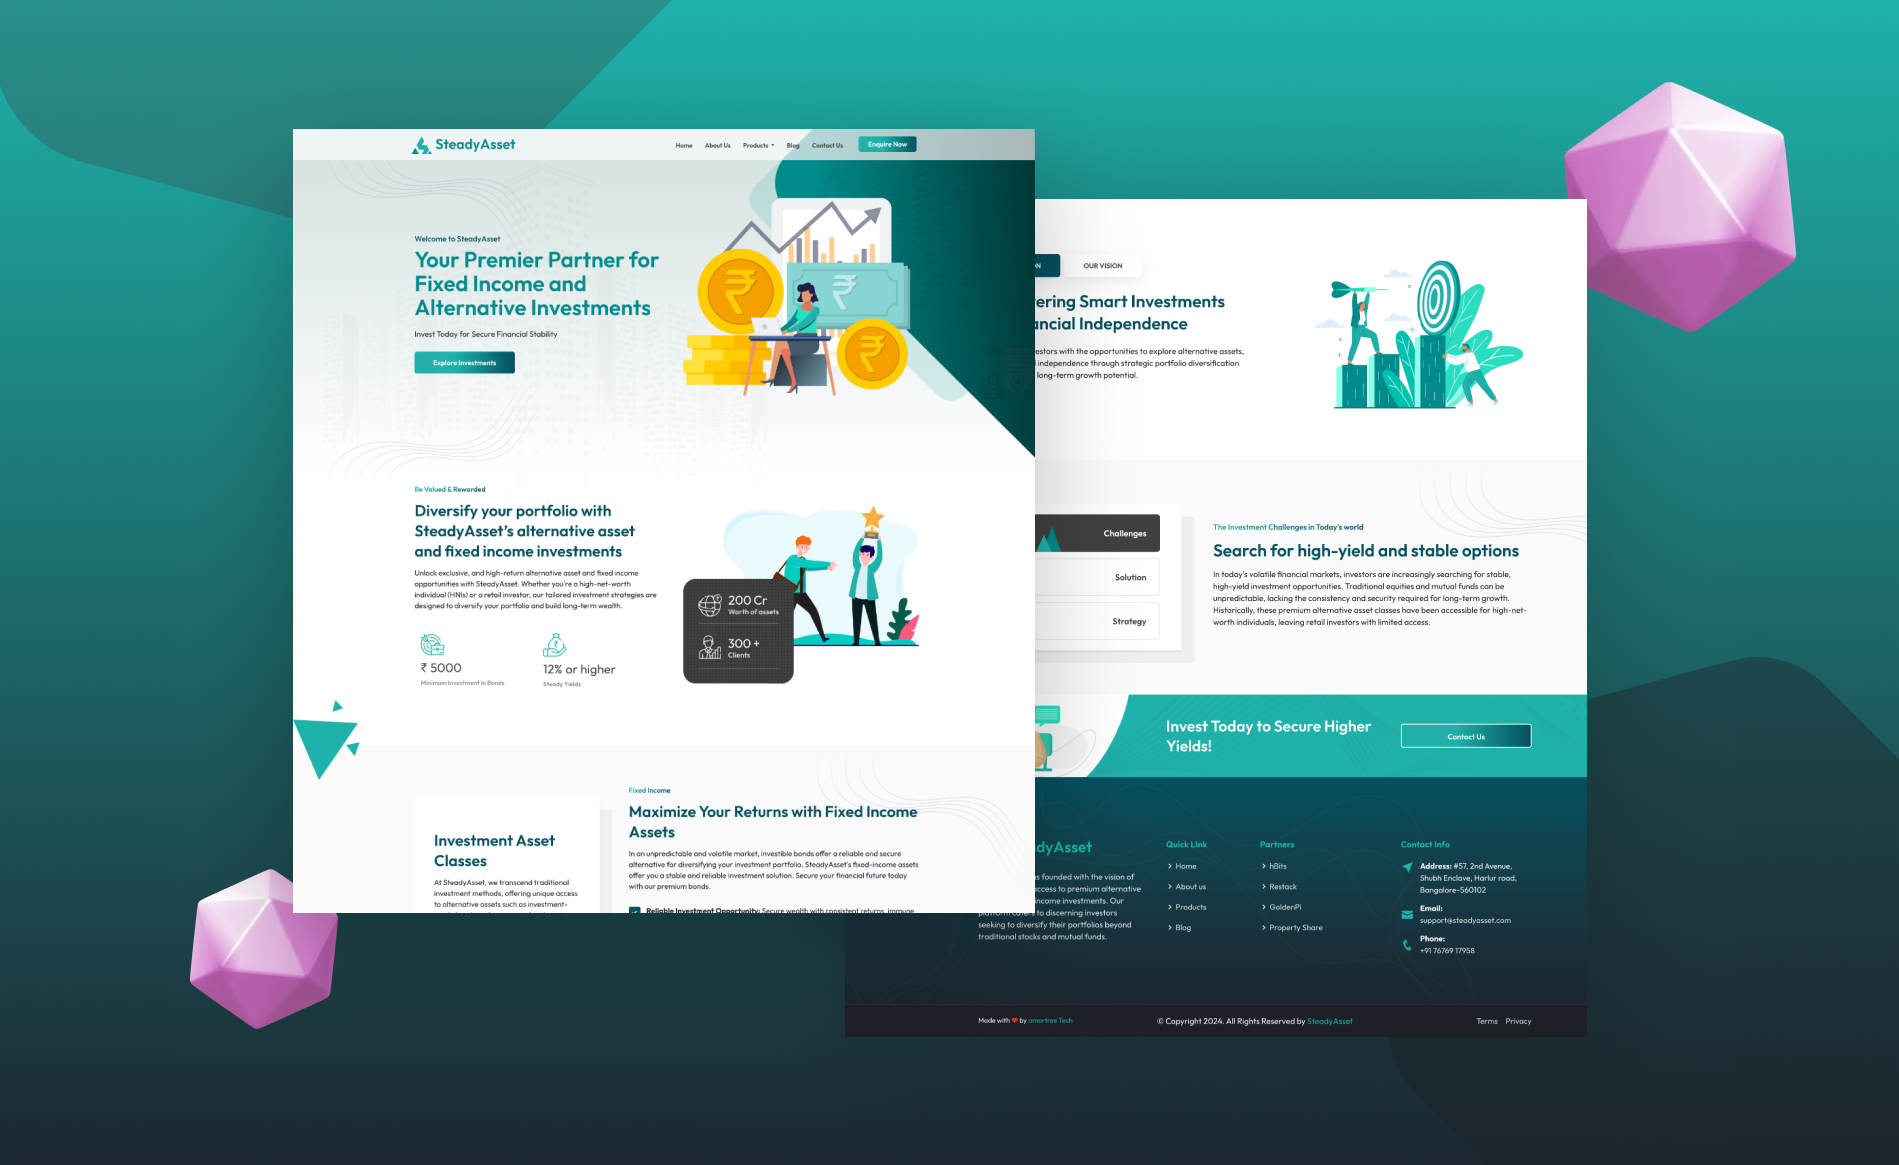 SteadyAsset
Home About Us Products Blog Contact Us Enquire Now
Welcome to SteadyAsset
Your Premier Partner for
Fixed Income and
Alternative Investments
Invest Today for Secure Financial Stability
Explore Investments
Be Valued & Rewarded
Diversify your portfolio with
SteadyAsset's alternative asset
and fixed income investments
Unlock exclusive, and high-return alternative asset and fixed income
opportunities with SteadyAsset. Whether you're a high-net-worth
individual (HNIs) or a retail investor, our tailored investment strategies are
designed to diversify your portfolio and build long-term wealth.
₹ 5000
Minimum Investment in Bonds
12% or higher
Steady Yields
200 Cr
Worth of assets
300 +
Clients
Investment Asset
Classes
At SteadyAsset, we transcend traditional
investment methods, offering unique access
to alternative assets such as investment-
Fixed Income
Maximize Your Returns with Fixed Income
Assets
In an unpredictable and volatile market, investible bonds offer a reliable and secure
alternative for diversifying your investment portfolio. SteadyAsset's fixed-income assets
offer you a stable and reliable investment solution. Secure your financial future today
with our premium bonds.
Reliable Investment Opportunity: Secure wealth with consistent returns, immune
OUR VISION
ering Smart Investments
ncial Independence
estors with the opportunities to explore alternative assets,
independence through strategic portfolio diversification
long-term growth potential.
Challenges
Solution
Strategy
The Investment Challenges in Today's world
Search for high-yield and stable options
In today's volatile financial markets, investors are increasingly searching for stable,
high-yield investment opportunities. Traditional equities and mutual funds can be
unpredictable, lacking the consistency and security required for long-term growth.
Historically, these premium alternative asset classes have been accessible for high-net-
worth individuals, leaving retail investors with limited access.
Invest Today to Secure Higher
Yields!
Contact Us
dyAsset
s founded with the vision of
ccess to premium alternative
income investments. Our
platform caters to discerning investors
seeking to diversify their portfolios beyond
traditional stocks and mutual funds.
Quick Link
Home
About us
Products
Blog
Partners
hBits
Restack
GoldenPi
Property Share
Contact Info
Address: #57, 2nd Avenue,
Shubh Enclave, Harlur road,
Bangalore-560102
Email:
support@steadyasset.com
Phone:
+91 76769 17958
Made with ❤ by amortree Tech
© Copyright 2024. All Rights Reserved by SteadyAsset
Terms Privacy